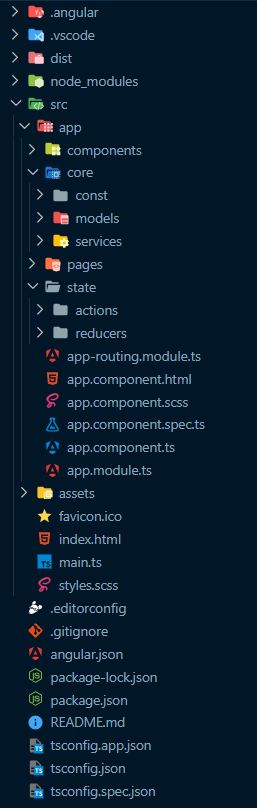 .angular
.vscode
dist
node_modules
src
app
components
core
const
models
services
pages
state
actions
reducers
app-routing.module.ts
app.component.html
app.component.scss
app.component.spec.ts
app.component.ts
app.module.ts
assets
favicon.ico
index.html
main.ts
styles.scss
.editorconfig
.gitignore
angular.json
package-lock.json
package.json
README.md
tsconfig.app.json
tsconfig.json
tsconfig.spec.json